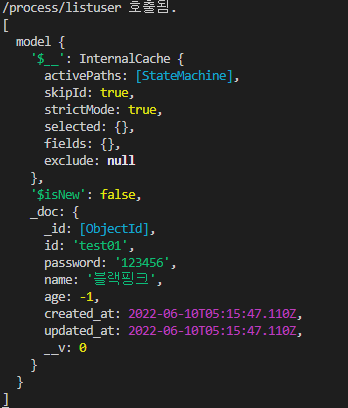 /process/listuser 호출됨.
[
  model {
    '$__': InternalCache {
      activePaths: [StateMachine],
      skipId: true,
      strictMode: true,
      selected: {},
      fields: {},
      exclude: null
    },
    '$isNew': false,
    _doc: {
      _id: [ObjectId],
      id: 'test01',
      password: '123456',
      name: '블랙핑크',
      age: -1,
      created_at: 2022-06-10T05:15:47.110Z,
      updated_at: 2022-06-10T05:15:47.110Z,
      __v: 0
    }
  }
]